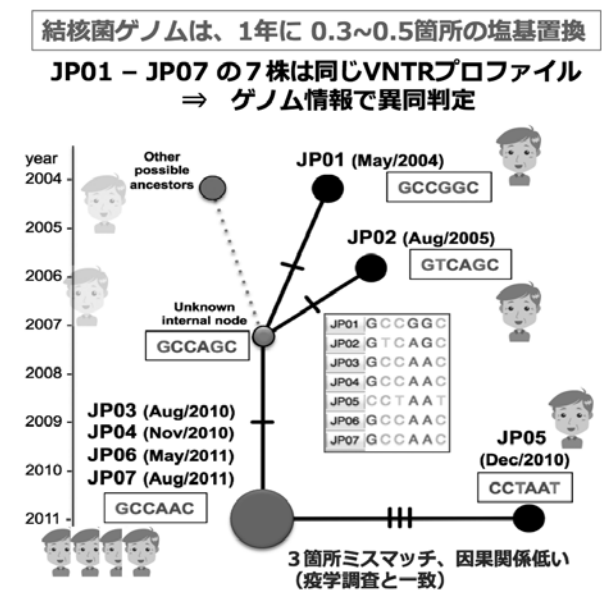 結核菌ゲノムは、1年に 0.3~0.5箇所の塩基置換
JP01 – JP07 の7株は同じVNTRプロファイル
⇒ ゲノム情報で異同判定
year
2004
2005
2006
2007
2008
2009
2010
2011
Other
possible
ancestors
JP01 (May/2004)
GCCGGC
JP02 (Aug/2005)
GTCAGC
Unknown
internal node
GCCAGC
JP01 GCCGGC
JP02 GTCAGC
JP03 GCCAAC
JP04 GCCAAC
JP05 CCTAAT
JP06 GCCAAC
JP07 GCCAAC
JP03 (Aug/2010)
JP04 (Nov/2010)
JP06 (May/2011)
JP07 (Aug/2011)
GCCAAC
JP05
(Dec/2010)
CCTAAT
3箇所ミスマッチ、因果関係低い
（疫学調査と一致）